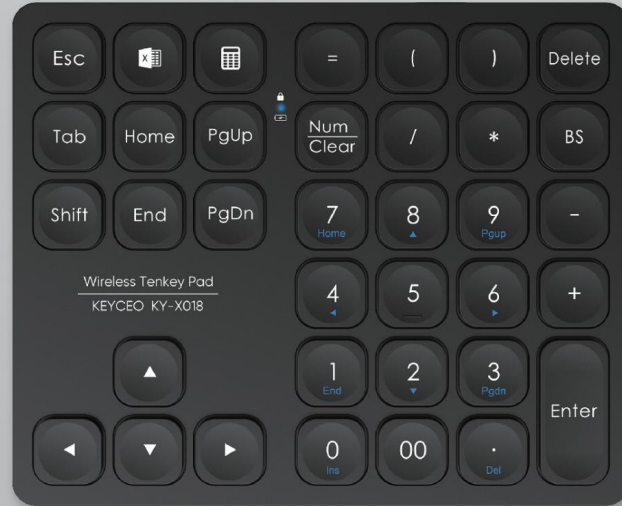 Esc
=
(
)
Delete
Tab
Home
PgUp
Num
Clear
/
*
BS
Shift
End
PgDn
7
Home
8
9
Pgup
-
Wireless Tenkey Pad
KEYCEO KY-X018
4
5
6
+
1
End
2
3
Pgdn
Enter
0
Ins
00
.
Del